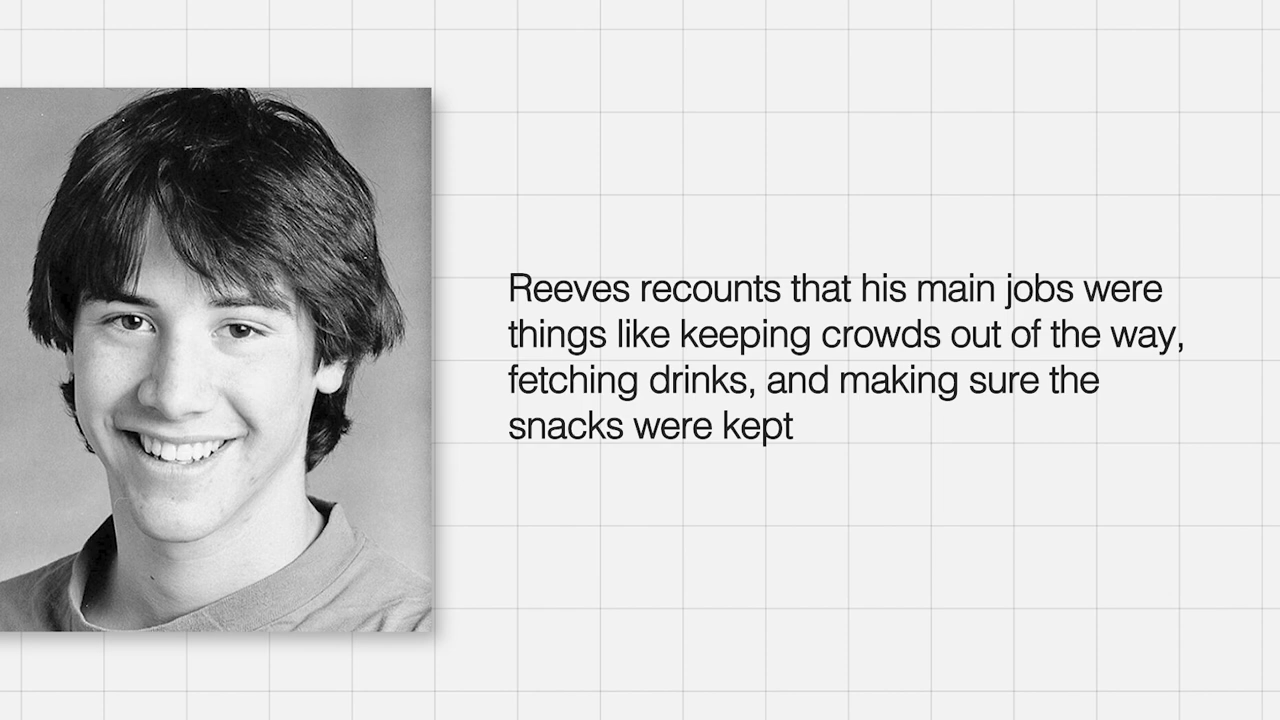 Reeves recounts that his main jobs were
things like keeping crowds out of the way,
fetching drinks, and making sure the
snacks were kept